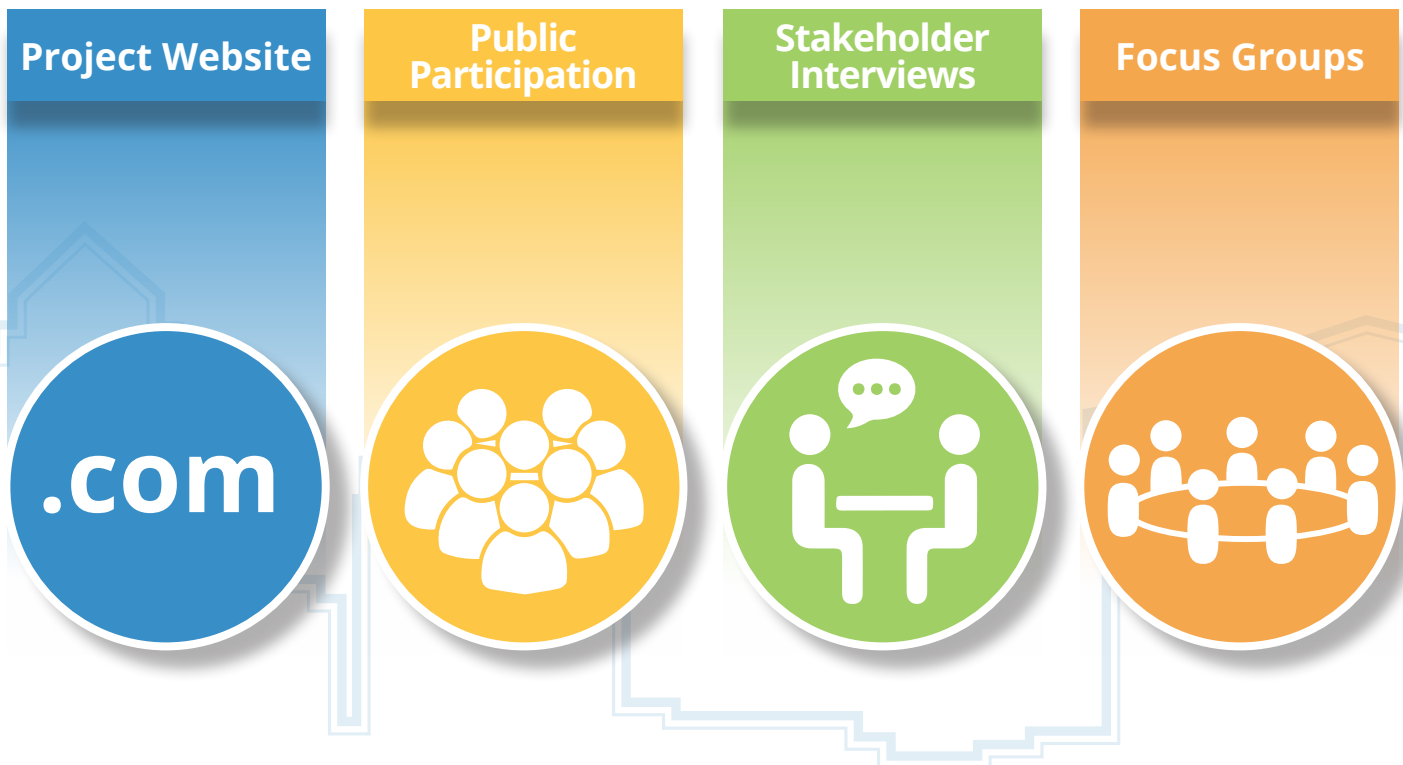 Project Website
Public
Participation
Stakeholder
Interviews
Focus Groups
.com